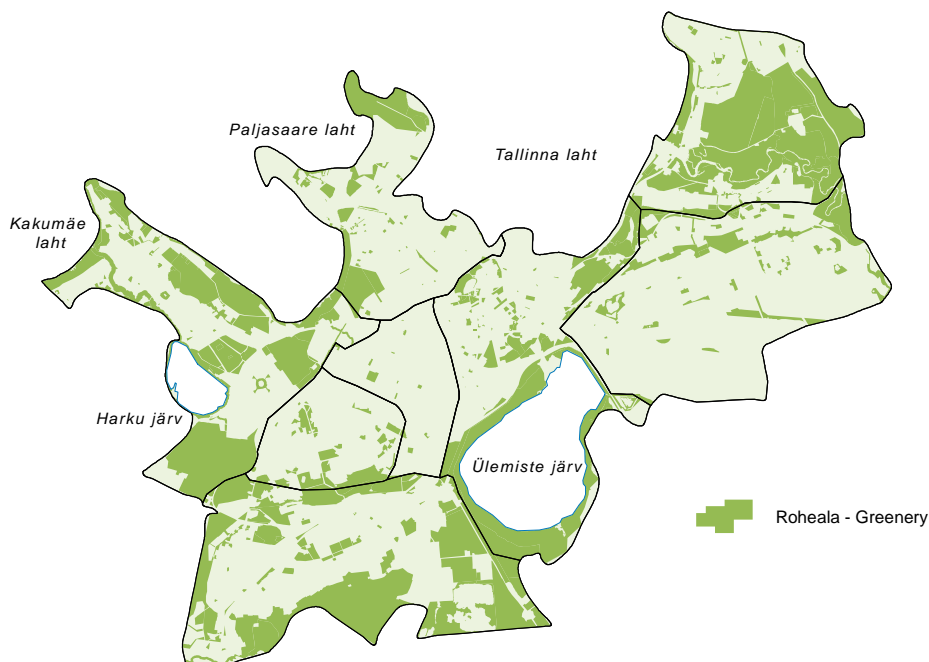 Paljasaare laht
Tallinna laht
Kakumäe
laht
Harku järv
Ülemiste järv
Roheala - Greenery